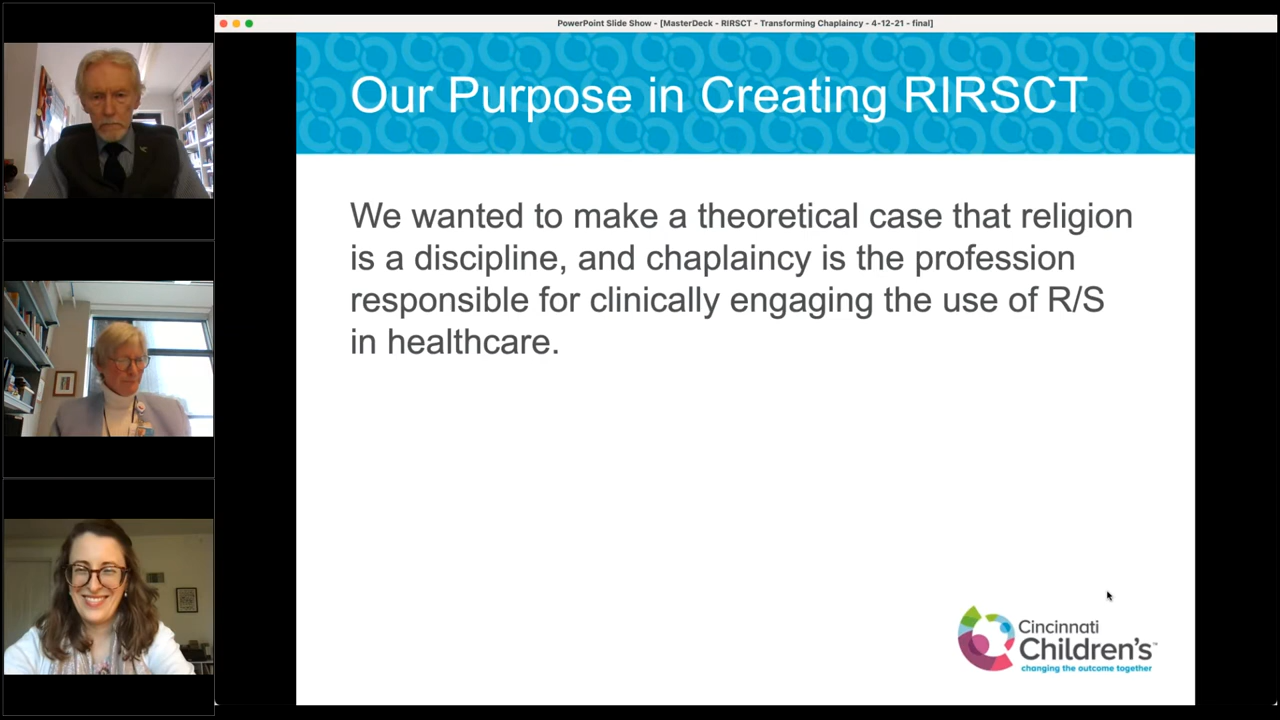 PowerPoint Slide Show - [MasterDeck - RIRSCT - Transforming Chaplaincy - 4-12-21 - final]
Our Purpose in Creating RIRSCT
We wanted to make a theoretical case that religion
is a discipline, and chaplaincy is the profession
responsible for clinically engaging the use of R/S
in healthcare.
Cincinnati
Children's™
changing the outcome together